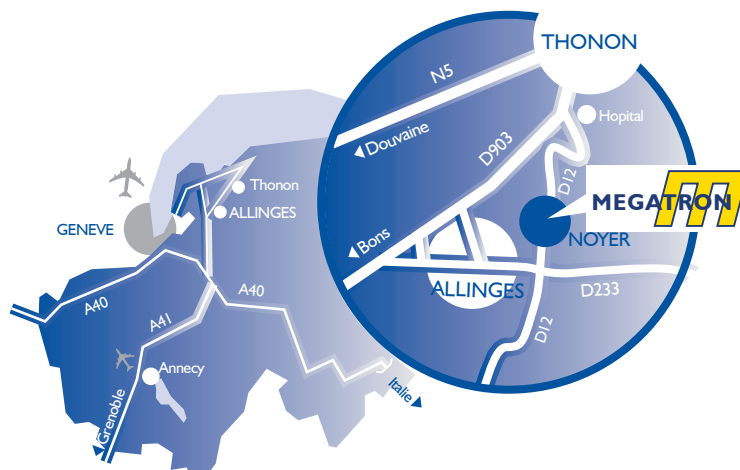 THONON
N5
Hopital
Douvaine
D903
D12
Thonon
MEGATRON
ALLINGES
GENEVE
NOYER
Bons
ALLINGES
D233
A40
A40
A41
D12
Annecy
Italie
Grenoble